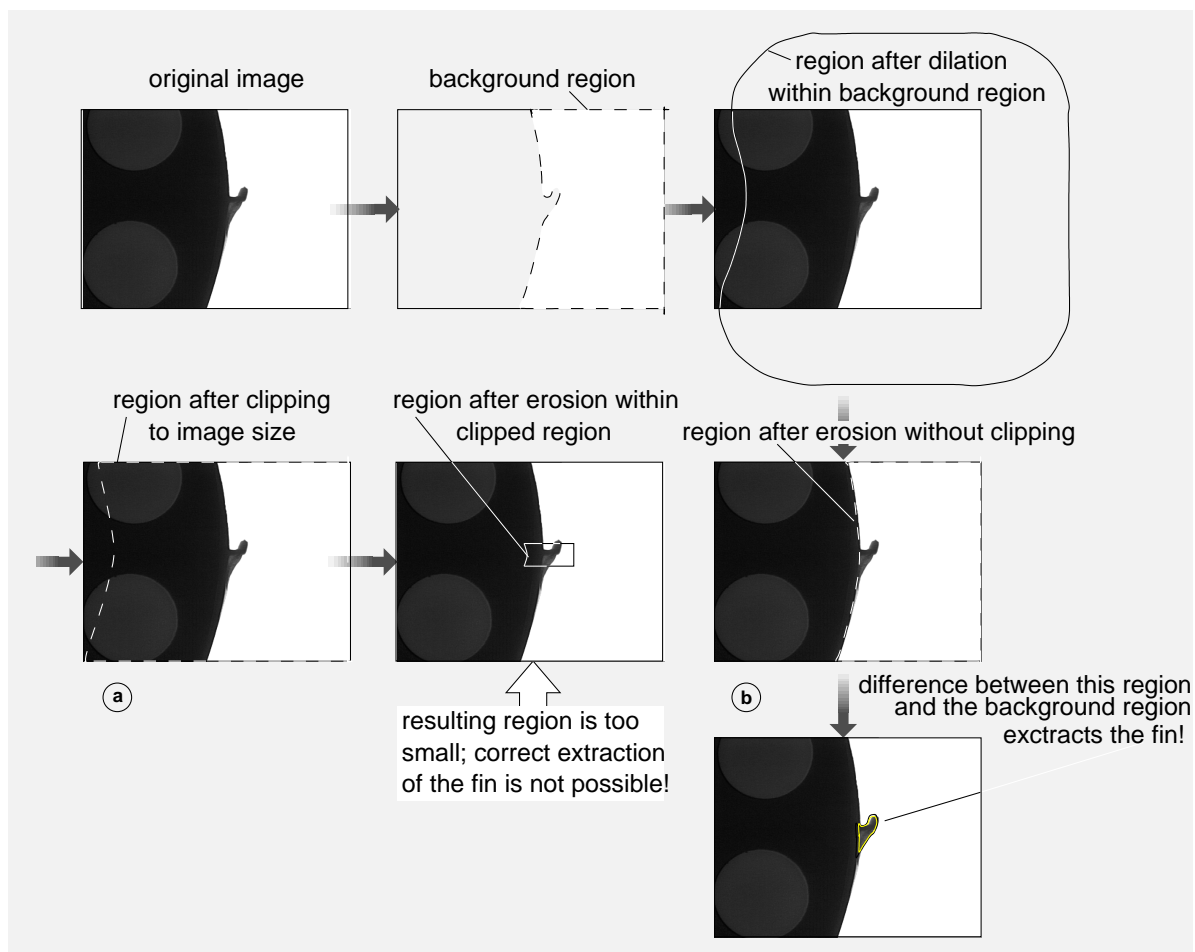 original image
background region
region after dilation
within background region
region after clipping
to image size
region after erosion within
clipped region
region after erosion without clipping
a
resulting region is too
small; correct extraction
of the fin is not possible!
b
difference between this region
and the background region
exctracts the fin!